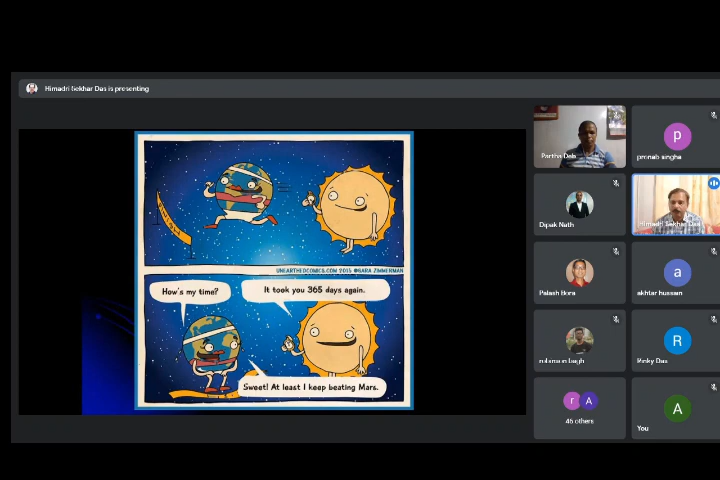 Himadri Sekhar Das is presenting
UNEARTHEDCOMICS.COM 2015 ©SARA ZIMMERMAN
How's my time?
It took you 365 days again.
Sweet! At least I keep beating Mars.
Partha Deb
p
pranab singha
Dipak Nath
Himadri Sekhar Das
Palash Bora
a
akhtar hussain
R
Rinky Das
r A
46 others
A
You